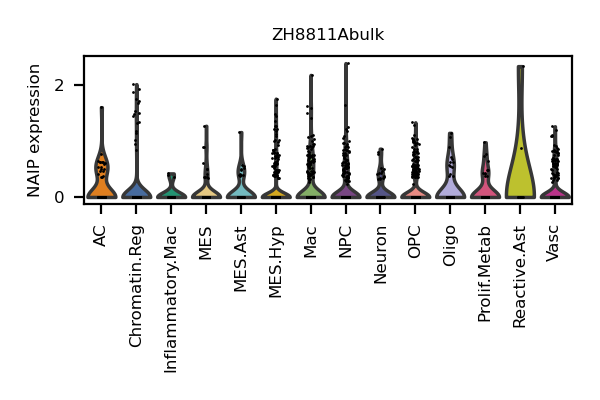 ZH8811Abulk
NAIP expression
2
0
AC
Chromatin.Reg
Inflammatory.Mac
MES
MES.Ast
MES.Hyp
Mac
NPC
Neuron
OPC
Oligo
Prolif.Metab
Reactive.Ast
Vasc